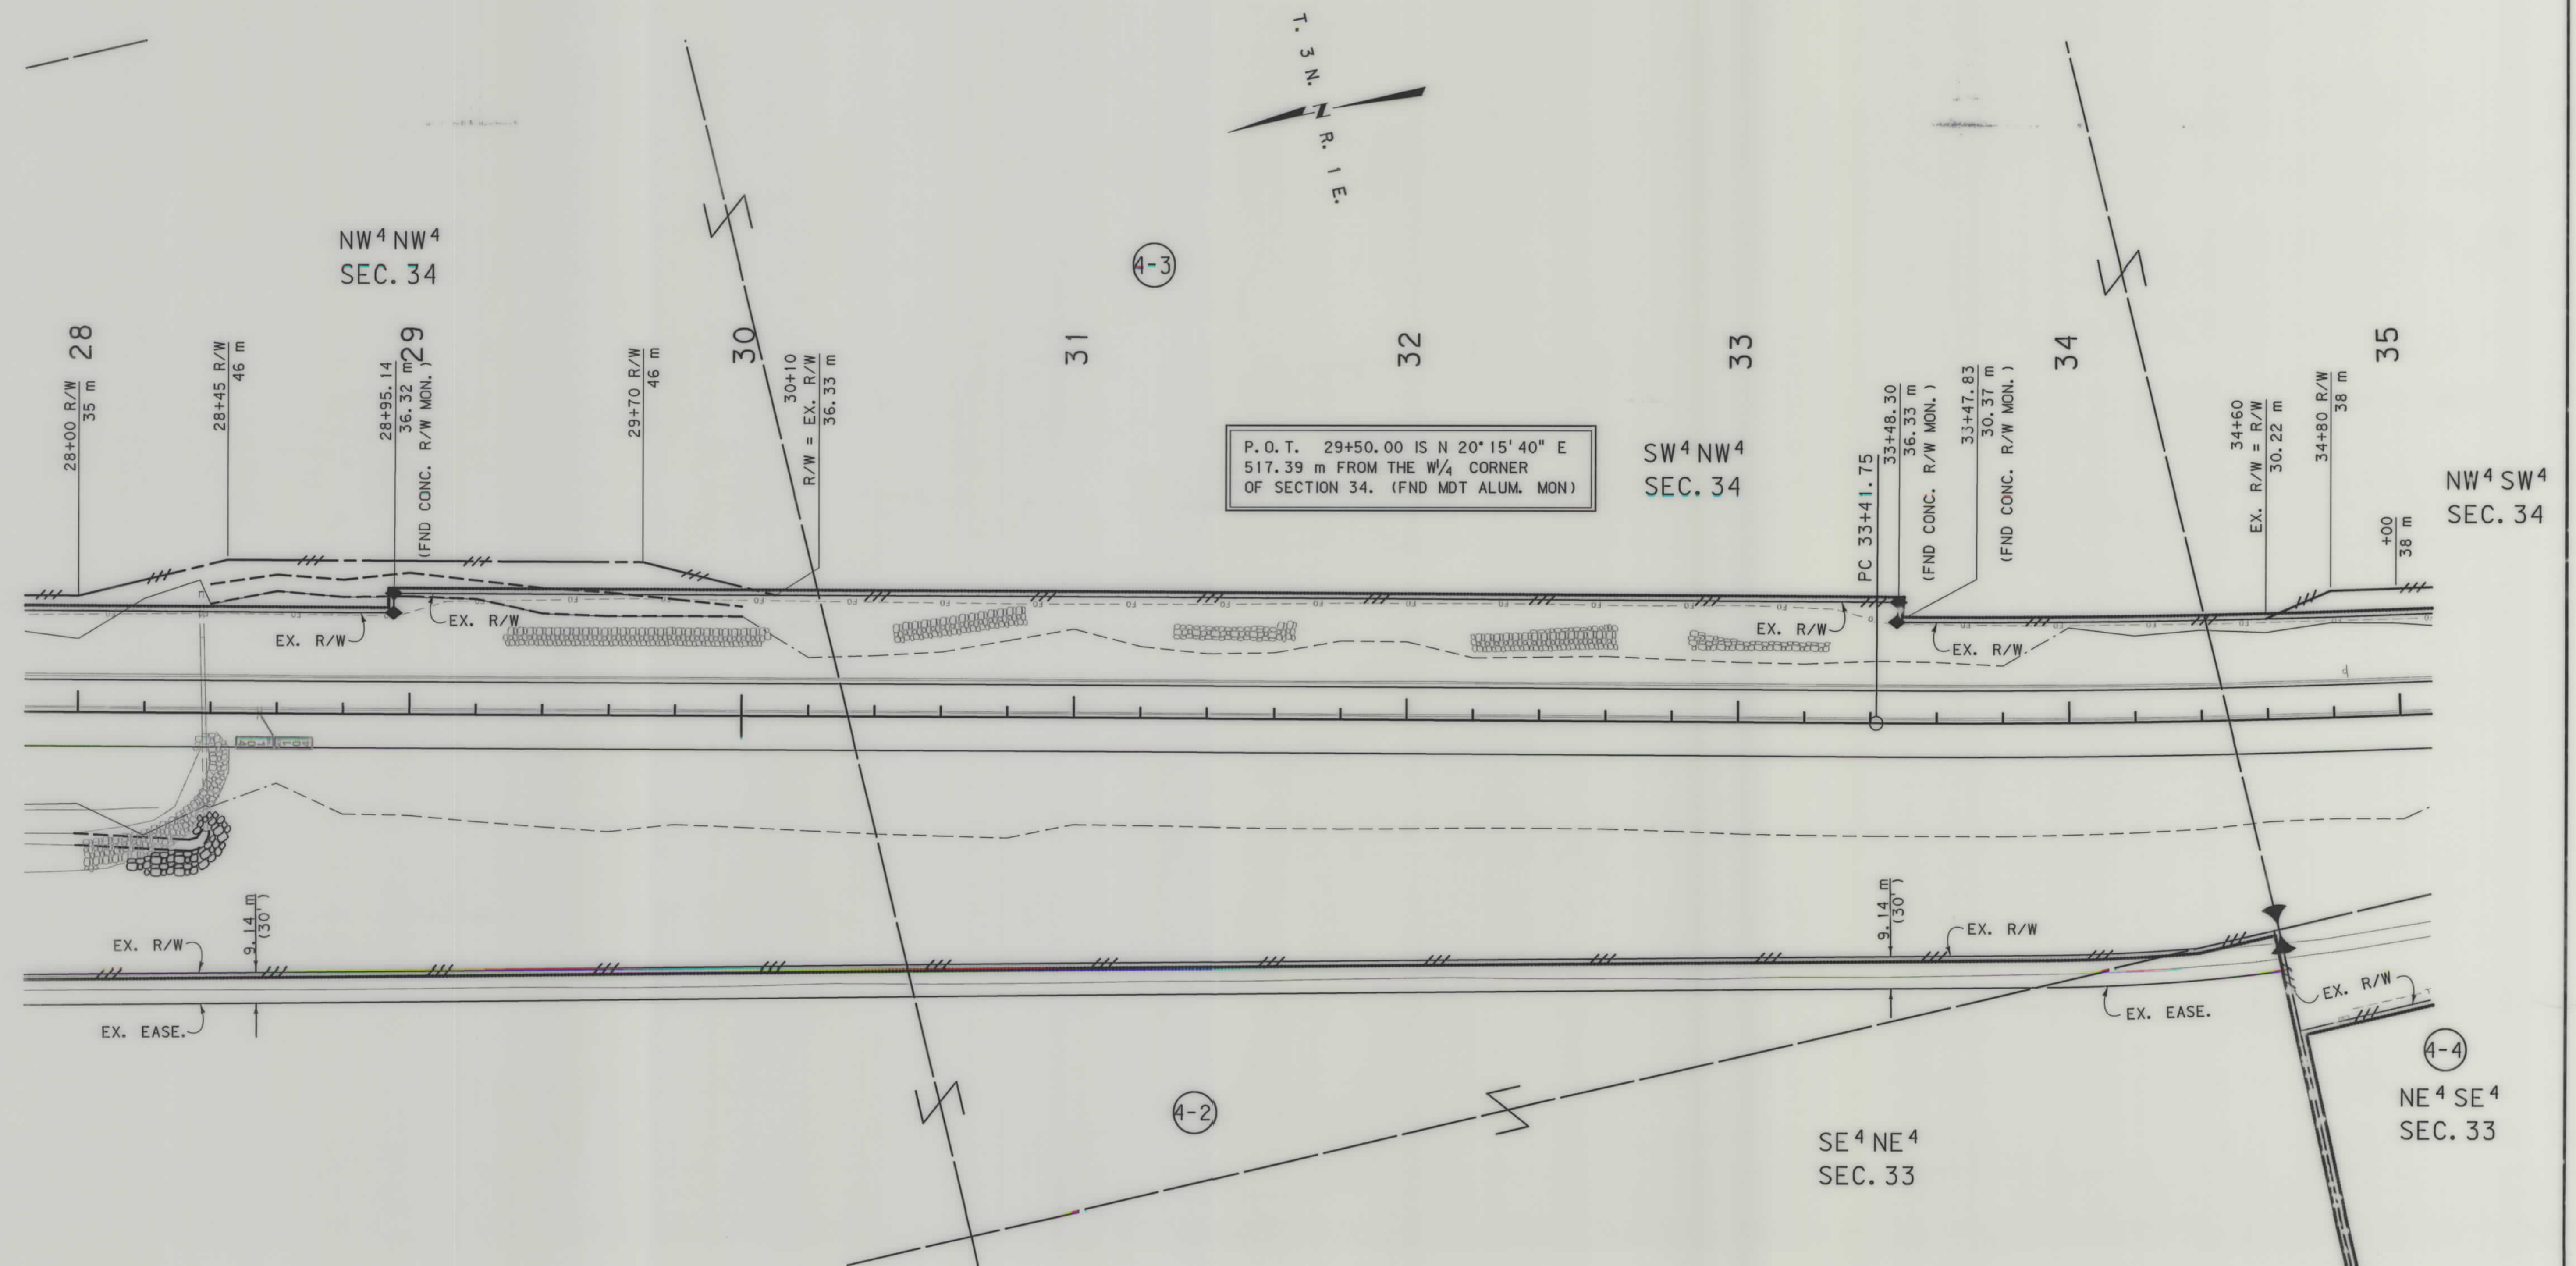 T. 3 N.
R. 1 E.
NW⁴ NW⁴
SEC. 34
4-3
28
29
30
31
32
33
34
35
28+00 R/W
35 m
28+45 R/W
46 m
28+95.14
36.32 m
(FND CONC. R/W MON.)
29+70 R/W
46 m
30+10
R/W = EX. R/W
36.33 m
P.O.T. 29+50.00 IS N 20°15'40" E
517.39 m FROM THE W¼ CORNER
OF SECTION 34. (FND MDT ALUM. MON)
SW⁴ NW⁴
SEC. 34
PC 33+41.75
33+48.30
36.33 m
(FND CONC. R/W MON.)
33+47.83
30.37 m
(FND CONC. R/W MON.)
34+60
EX. R/W = R/W
30.22 m
34+80 R/W
38 m
+00
38 m
NW⁴ SW⁴
SEC. 34
EX. R/W
EX. R/W
EX. R/W
EX. R/W
9.14 m
(30')
EX. R/W
EX. EASE.
9.14 m
(30')
EX. R/W
EX. EASE.
EX. R/W
4-4
NE⁴ SE⁴
SEC. 33
4-2
SE⁴ NE⁴
SEC. 33